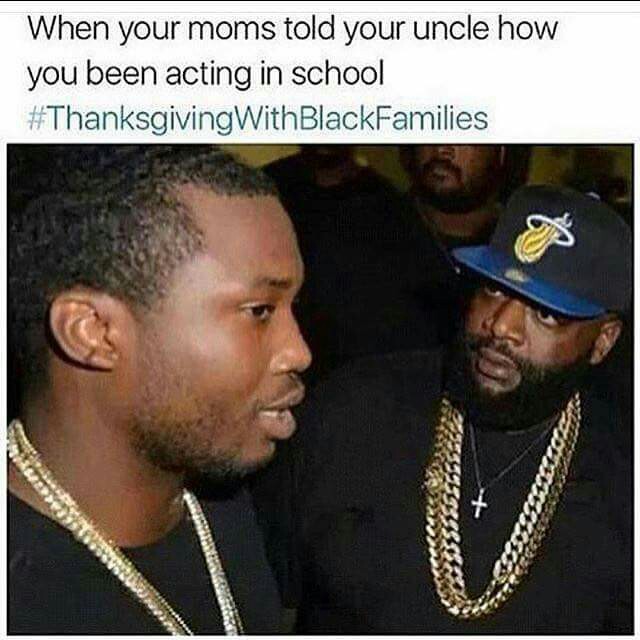 When your moms told your uncle how
you been acting in school
#ThanksgivingWithBlackFamilies